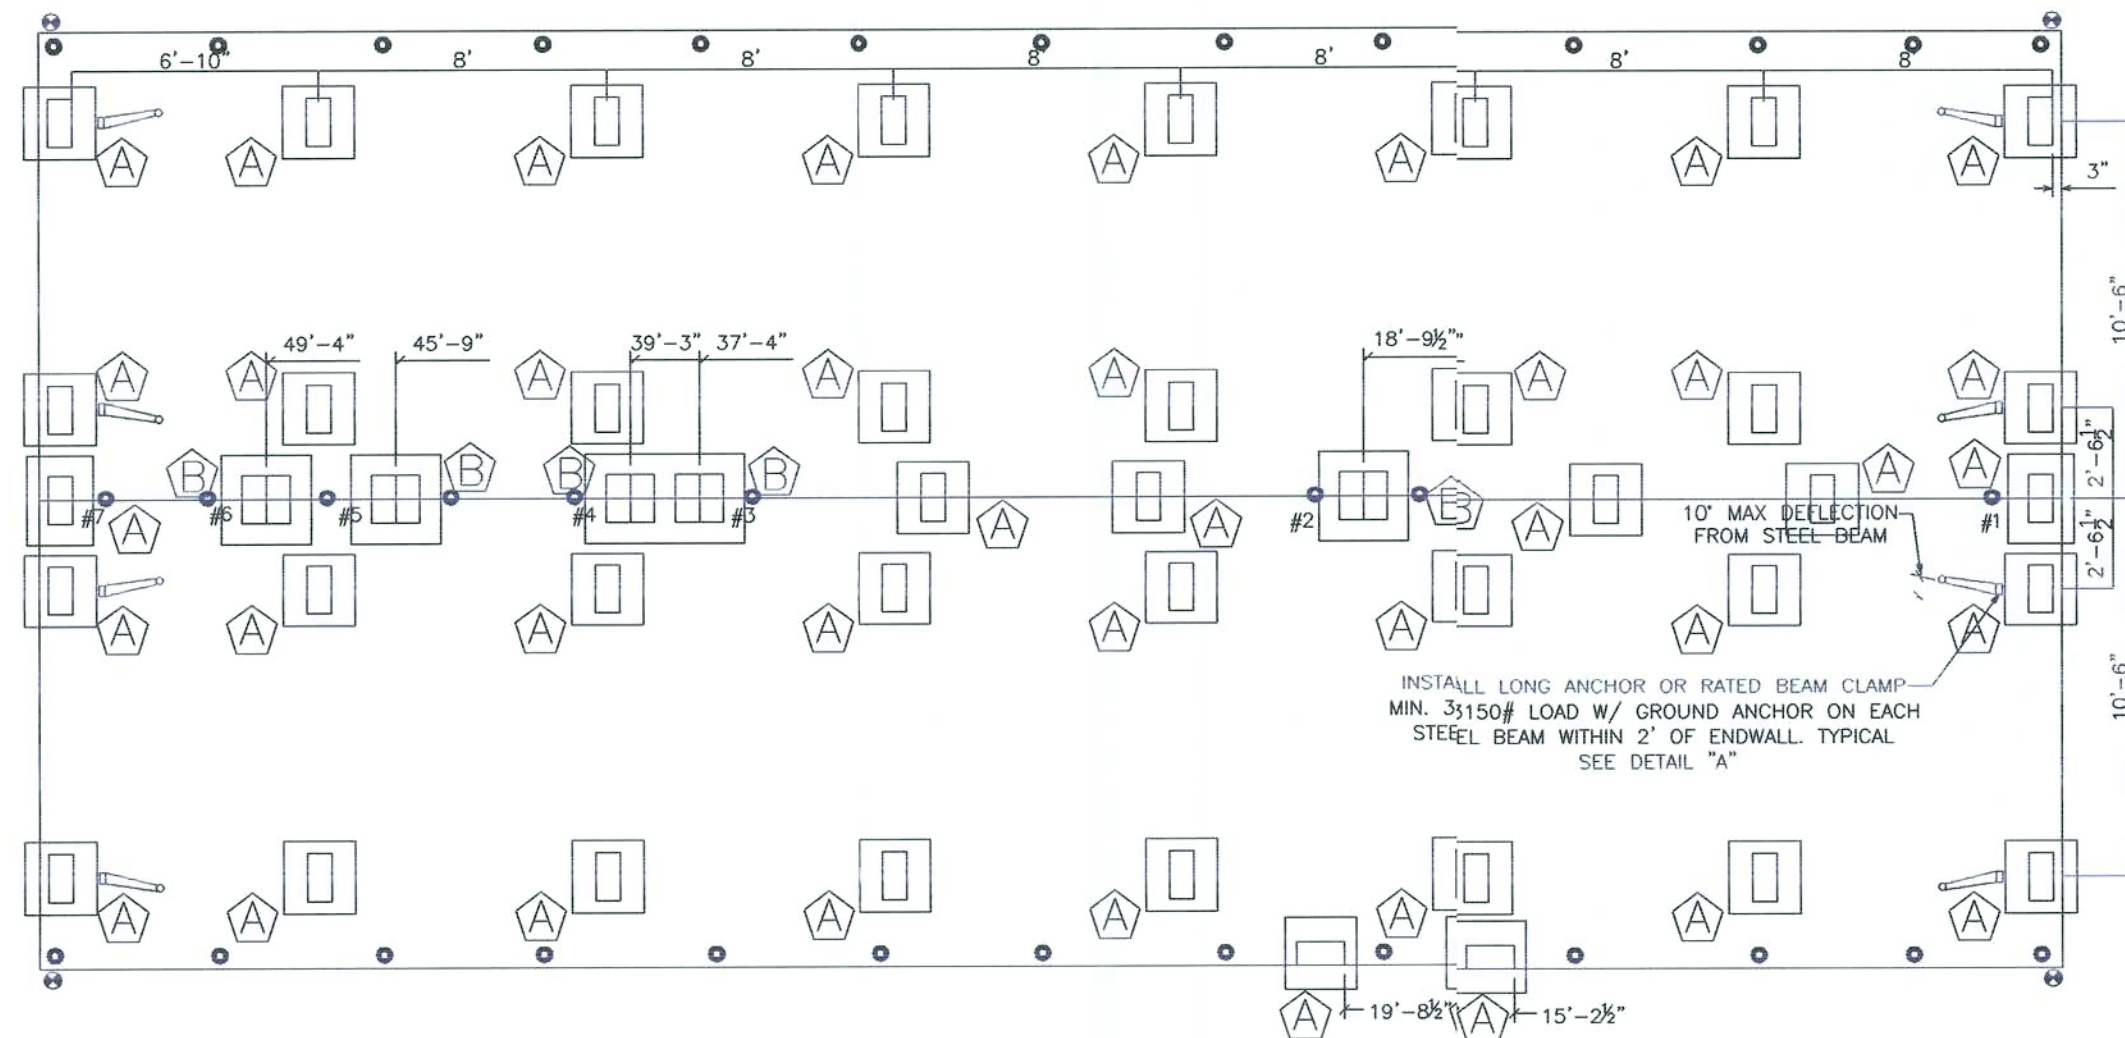 6'-10" 8' 8' 8' 8' 8' 8'
A A A A A A A A
3"
10'-6"
49'-4" 45'-9" 39'-3" 37'-4" 18'-9½"
A A A A A A A A
2'-6½"
B B B B A A
#7 #6 #5 #4 #3 #2 #1
A A A A
10° MAX DEFLECTION
FROM STEEL BEAM
2'-6½"
A A A A A A A A
10'-6"
INSTALL LONG ANCHOR OR RATED BEAM CLAMP
MIN. 3150# LOAD W/ GROUND ANCHOR ON EACH
STEEL BEAM WITHIN 2' OF ENDWALL. TYPICAL
SEE DETAIL "A"
A A A A A A A A
A 19'-8½" A 15'-2½"